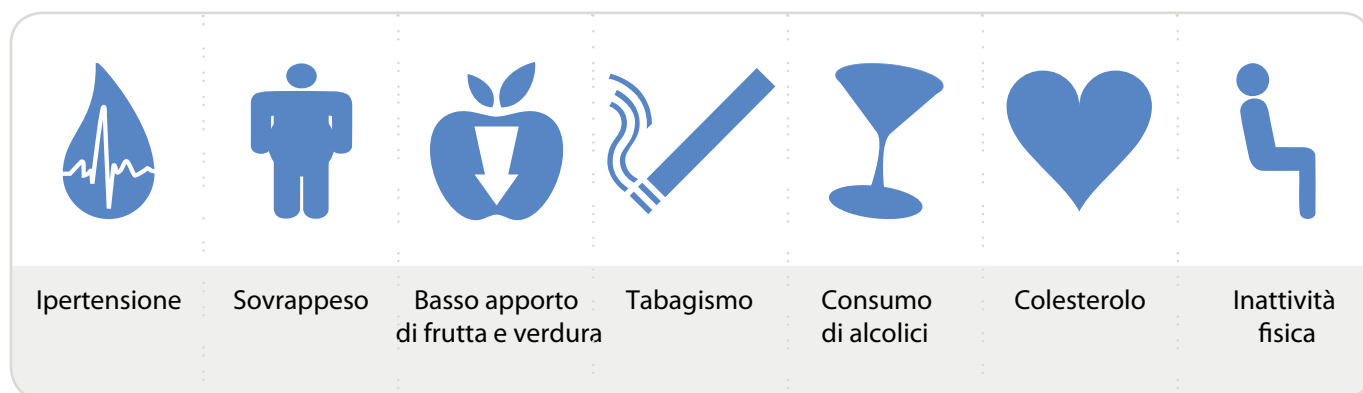 Ipertensione
Sovrappeso
Basso apporto
di frutta e verdura
Tabagismo
Consumo
di alcolici
Colesterolo
Inattività
fisica